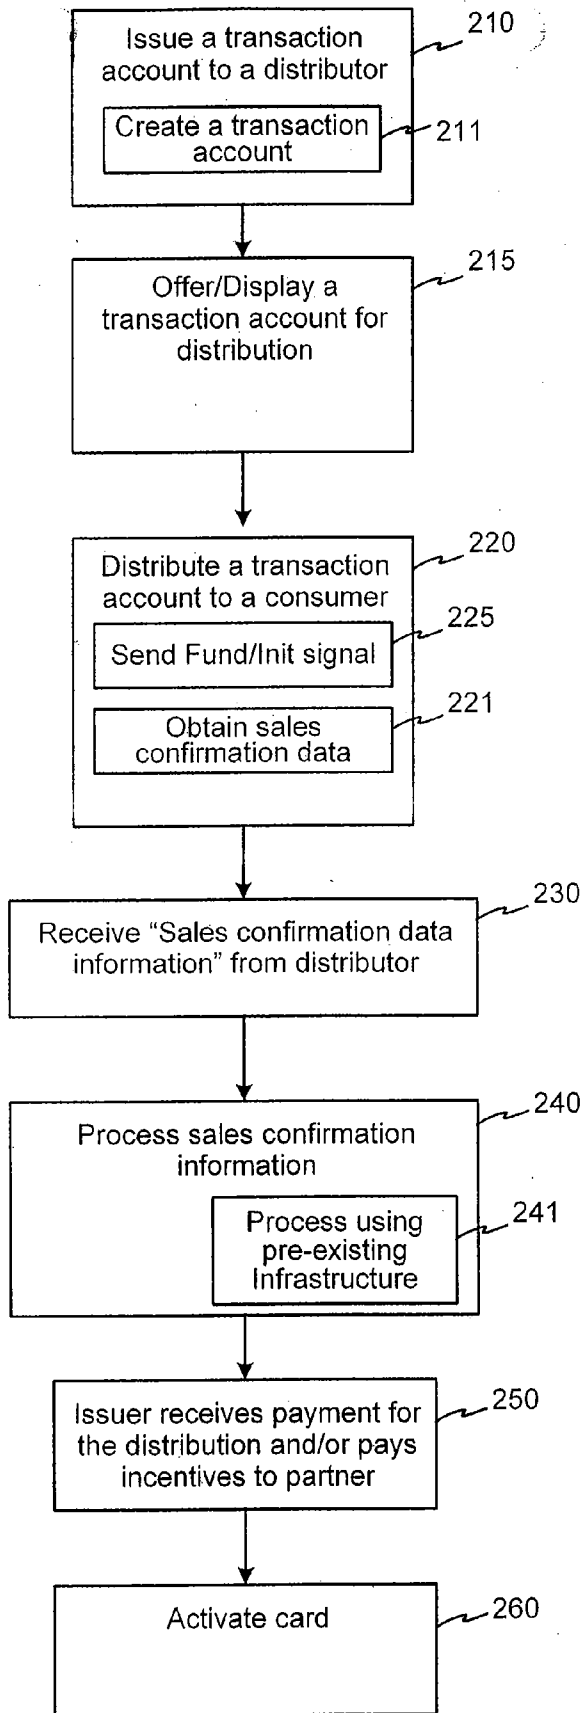 Issue a transaction
account to a distributor
210
Create a transaction
account
211
Offer/Display a
transaction account for
distribution
215
Distribute a transaction
account to a consumer
220
Send Fund/Init signal
225
Obtain sales
confirmation data
221
Receive “Sales confirmation data
information” from distributor
230
Process sales confirmation
information
240
Process using
pre-existing
Infrastructure
241
Issuer receives payment for
the distribution and/or pays
incentives to partner
250
Activate card
260